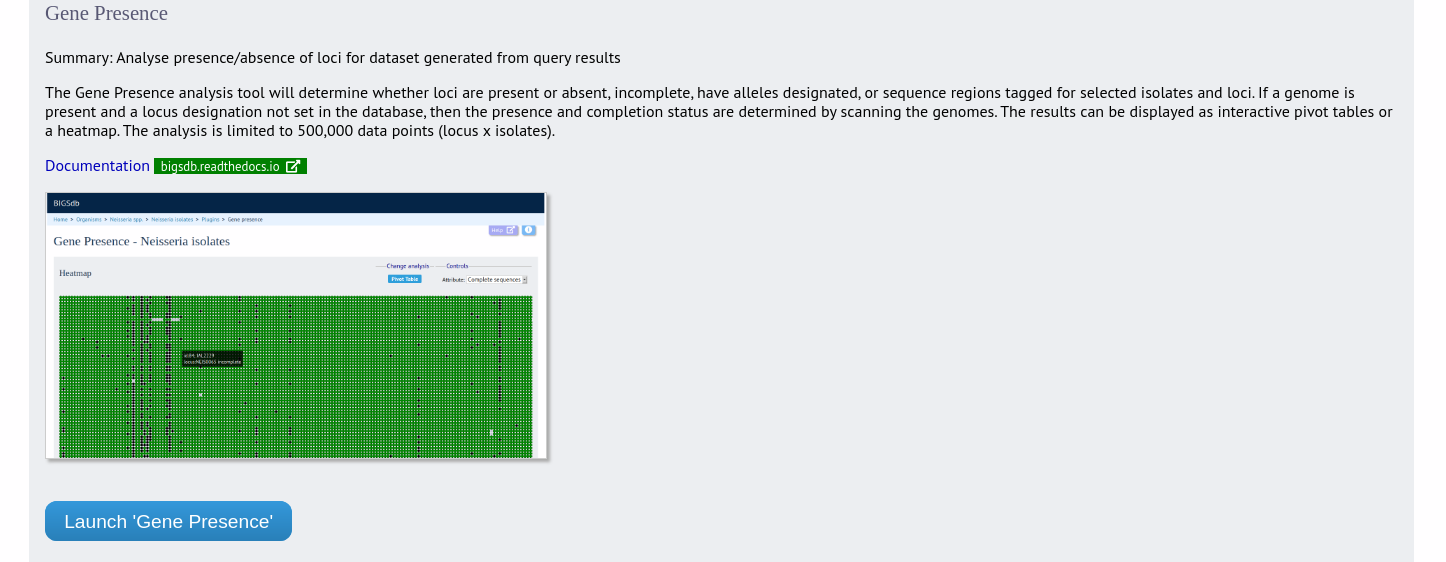 Gene Presence
Summary: Analyse presence/absence of loci for dataset generated from query results
The Gene Presence analysis tool will determine whether loci are present or absent, incomplete, have alleles designated, or sequence regions tagged for selected isolates and loci. If a genome is
present and a locus designation not set in the database, then the presence and completion status are determined by scanning the genomes. The results can be displayed as interactive pivot tables or
a heatmap. The analysis is limited to 500,000 data points (locus x isolates).
Documentation bigsdb.readthedocs.io
BIGSdb
Home > Organisms > Neisseria spp. > Neisseria isolates > Plugins > Gene presence
Help
Gene Presence - Neisseria isolates
Change analysis Controls
Heatmap
Pivot Table Attribute: Complete sequences
incomplete
Launch 'Gene Presence'